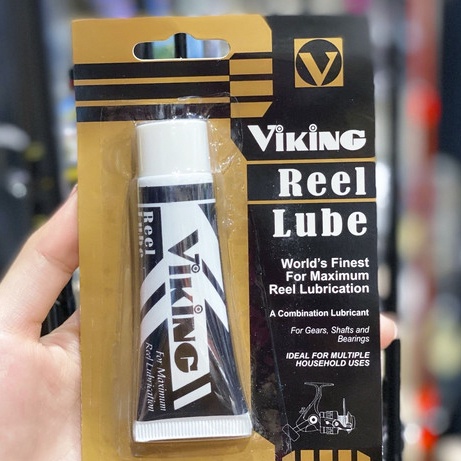 V
VIKING
Reel
Lube
World's Finest
For Maximum
Reel Lubrication
A Combination Lubricant
For Gears, Shafts and
Bearings
IDEAL FOR MULTIPLE
HOUSEHOLD USES
Reel
Lube
VIKING
For Maximum
Reel Lubrication